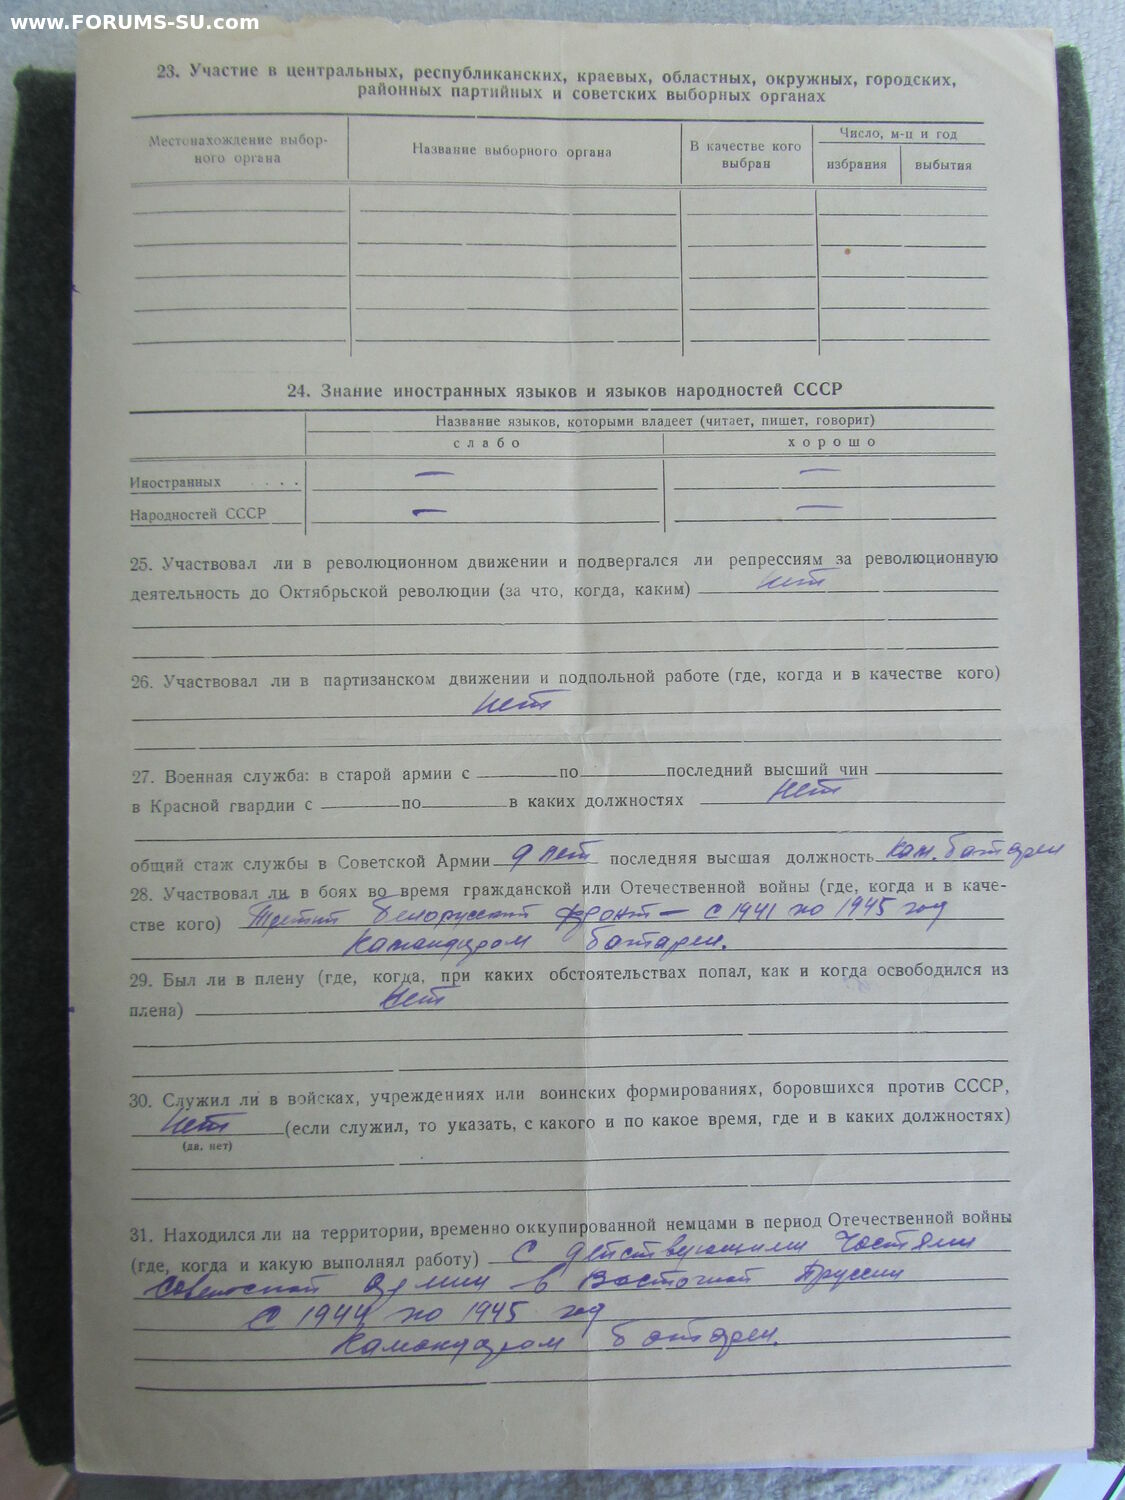 www.FORUMS-SU.com
23. Участие в центральных, республиканских, краевых, областных, окружных, городских,
районных партийных и советских выборных органах
Местонахождение выбор-
ного органа
Название выборного органа
В качестве кого
выбран
Число, м-ц и год
избрания
выбытия
24. Знание иностранных языков и языков народностей СССР
Название языков, которыми владеет (читает, пишет, говорит)
слабо
хорошо
Иностранных . . . . — —
Народностей СССР — —
25. Участвовал ли в революционном движении и подвергался ли репрессиям за революционную
деятельность до Октябрьской революции (за что, когда, каким) нет
26. Участвовал ли в партизанском движении и подпольной работе (где, когда и в качестве кого)
нет
27. Военная служба: в старой армии с по последний высший чин
в Красной гвардии с по в каких должностях нет
общий стаж службы в Советской Армии 9 лет последняя высшая должность ком. батареи
28. Участвовал ли в боях во время гражданской или Отечественной войны (где, когда и в каче-
стве кого) Третий белорусский фронт — с 1941 по 1945 год
Командиром батареи.
29. Был ли в плену (где, когда, при каких обстоятельствах попал, как и когда освободился из
плена) Нет
30. Служил ли в войсках, учреждениях или воинских формированиях, боровшихся против СССР,
Нет (если служил, то указать, с какого и по какое время, где и в каких должностях)
(да, нет)
31. Находился ли на территории, временно оккупированной немцами в период Отечественной войны
(где, когда и какую выполнял работу) С действующими частями
советской армии в Восточной Пруссии
С 1944 по 1945 год
Командиром батареи.